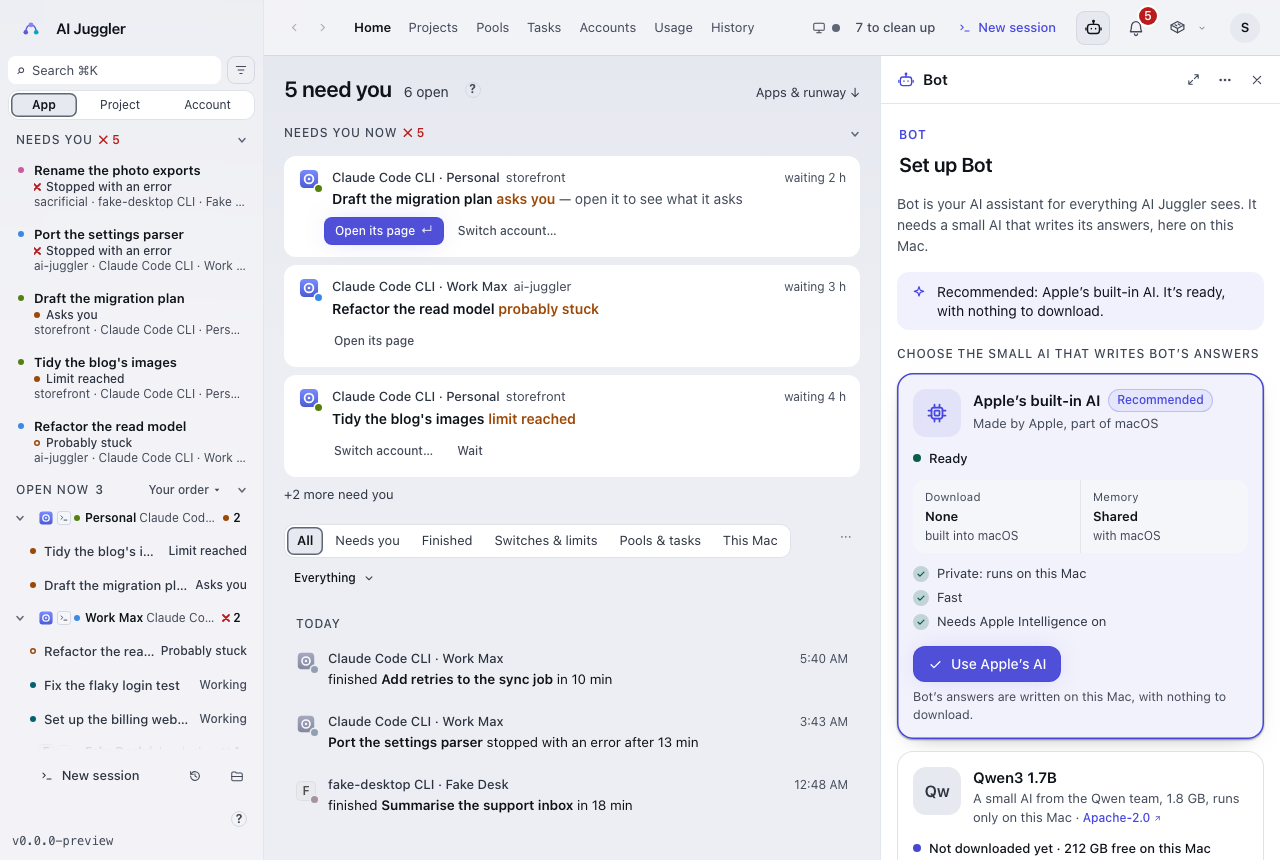 AI Juggler
Search ⌘K
App Project Account
NEEDS YOU ✕ 5
Rename the photo exports
Stopped with an error
sacrificial · fake-desktop CLI · Fake ...
Port the settings parser
Stopped with an error
ai-juggler · Claude Code CLI · Work ...
Draft the migration plan
Asks you
storefront · Claude Code CLI · Pers...
Tidy the blog's images
Limit reached
storefront · Claude Code CLI · Pers...
Refactor the read model
Probably stuck
ai-juggler · Claude Code CLI · Work ...
OPEN NOW 3 Your order
Personal Claude Cod... 2
Tidy the blog's i... Limit reached
Draft the migration pl... Asks you
Work Max Claude Co... ✕ 2
Refactor the rea... Probably stuck
Fix the flaky login test Working
Set up the billing web... Working
New session
?
v0.0.0-preview
Home Projects Pools Tasks Accounts Usage History
7 to clean up
New session
5
S
5 need you 6 open ?
Apps & runway ↓
NEEDS YOU NOW ✕ 5
Claude Code CLI · Personal storefront waiting 2 h
Draft the migration plan asks you — open it to see what it asks
Open its page ↵ Switch account...
Claude Code CLI · Work Max ai-juggler waiting 3 h
Refactor the read model probably stuck
Open its page
Claude Code CLI · Personal storefront waiting 4 h
Tidy the blog's images limit reached
Switch account... Wait
+2 more need you
All Needs you Finished Switches & limits Pools & tasks This Mac ...
Everything
TODAY
Claude Code CLI · Work Max 5:40 AM
finished Add retries to the sync job in 10 min
Claude Code CLI · Work Max 3:43 AM
Port the settings parser stopped with an error after 13 min
F
fake-desktop CLI · Fake Desk 12:48 AM
finished Summarise the support inbox in 18 min
Bot
BOT
Set up Bot
Bot is your AI assistant for everything AI Juggler sees. It
needs a small AI that writes its answers, here on this
Mac.
Recommended: Apple’s built-in AI. It’s ready,
with nothing to download.
CHOOSE THE SMALL AI THAT WRITES BOT’S ANSWERS
Apple’s built-in AI Recommended
Made by Apple, part of macOS
Ready
Download Memory
None Shared
built into macOS with macOS
Private: runs on this Mac
Fast
Needs Apple Intelligence on
Use Apple’s AI
Bot’s answers are written on this Mac, with nothing to
download.
Qw
Qwen3 1.7B
A small AI from the Qwen team, 1.8 GB, runs
only on this Mac · Apache-2.0 ↗
Not downloaded yet · 212 GB free on this Mac